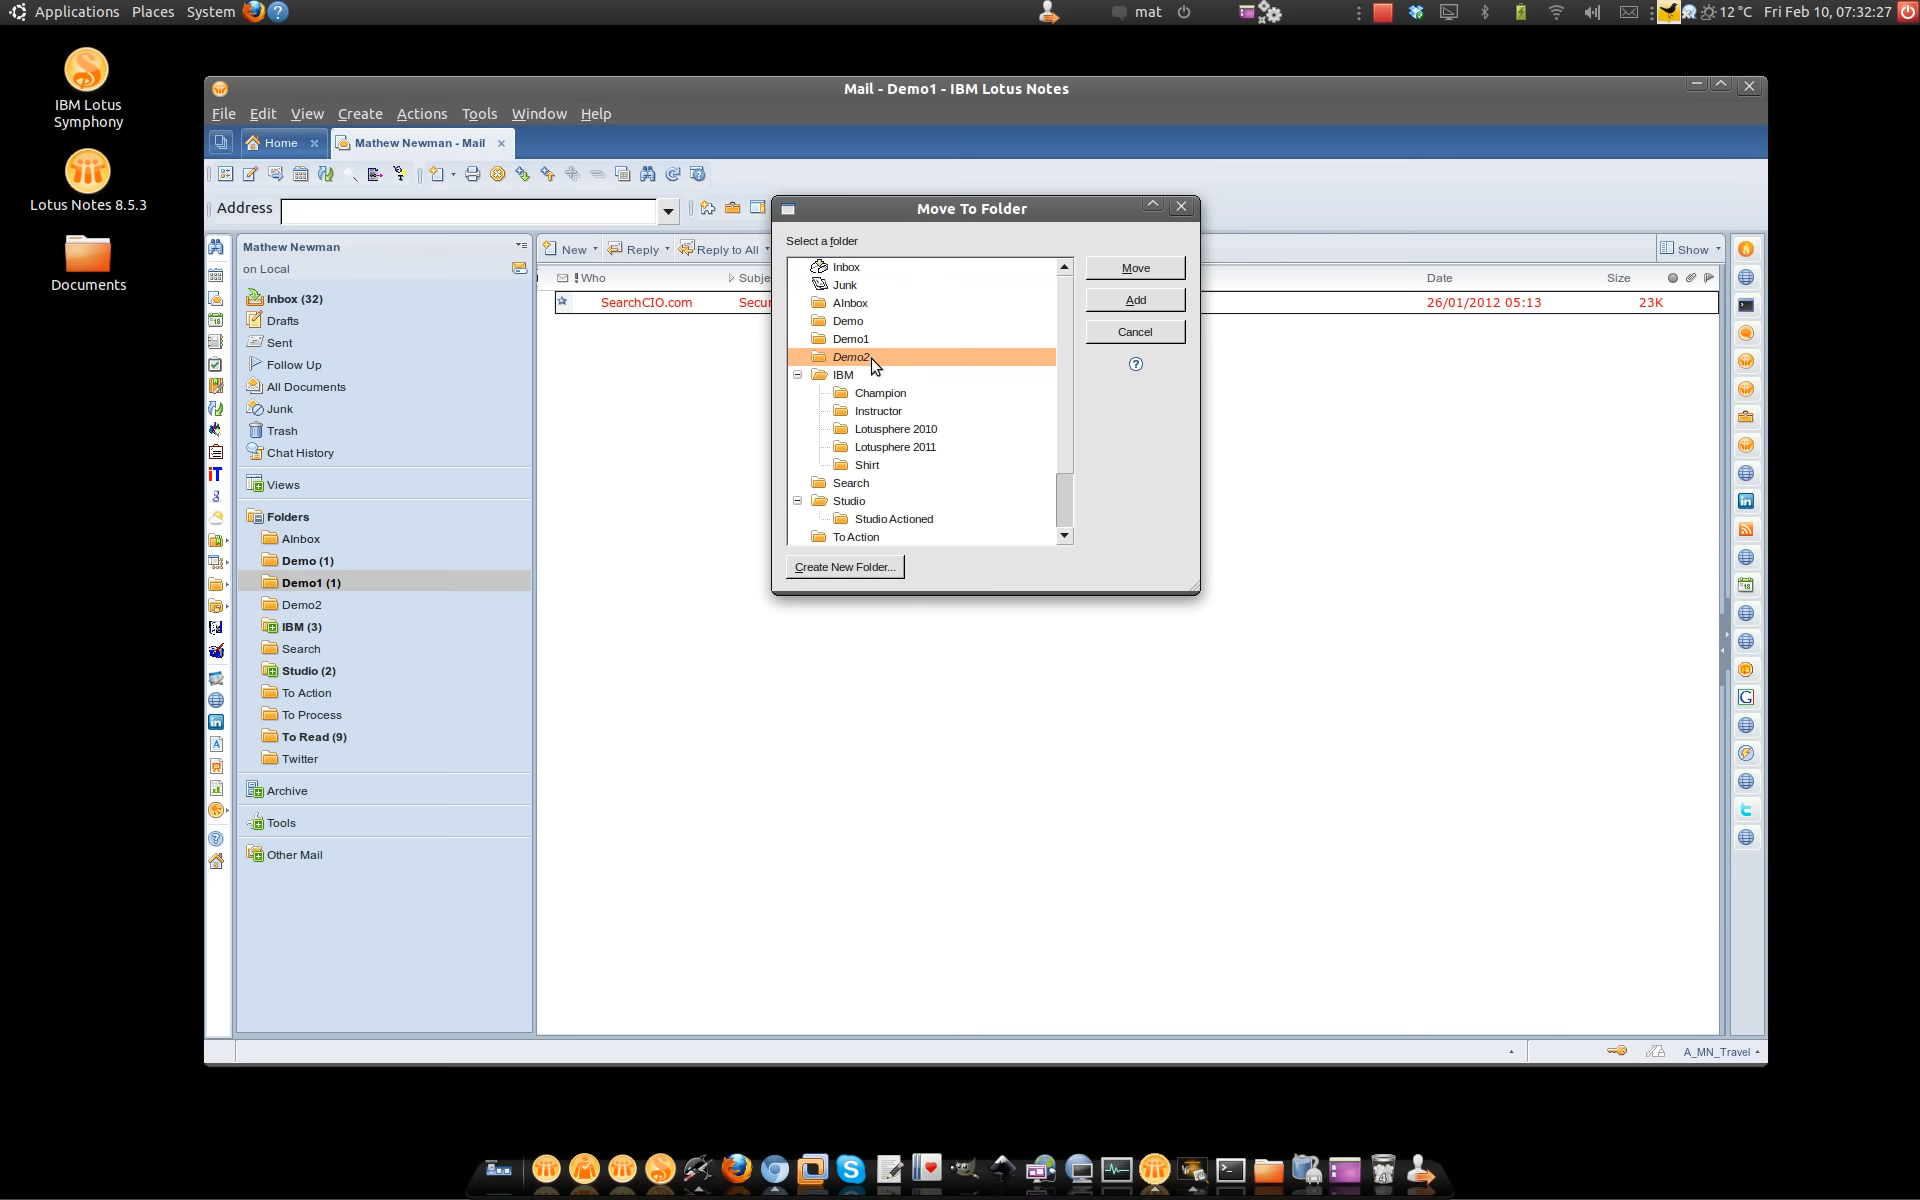 Applications Places System mat 12 °C Fri Feb 10, 07:32:27
IBM Lotus
Symphony
Lotus Notes 8.5.3
Documents
Mail - Demo1 - IBM Lotus Notes
File Edit View Create Actions Tools Window Help
Home Mathew Newman - Mail
Address
Mathew Newman
on Local
Inbox (32)
Drafts
Sent
Follow Up
All Documents
Junk
Trash
Chat History
Views
Folders
AInbox
Demo (1)
Demo1 (1)
Demo2
IBM (3)
Search
Studio (2)
To Action
To Process
To Read (9)
Twitter
Archive
Tools
Other Mail
New Reply Reply to All Show
! Who Subje Date Size
SearchCIO.com Secur 26/01/2012 05:13 23K
Move To Folder
Select a folder
Inbox
Junk
AInbox
Demo
Demo1
Demo2
IBM
Champion
Instructor
Lotusphere 2010
Lotusphere 2011
Shirt
Search
Studio
Studio Actioned
To Action
Move
Add
Cancel
Create New Folder...
A_MN_Travel